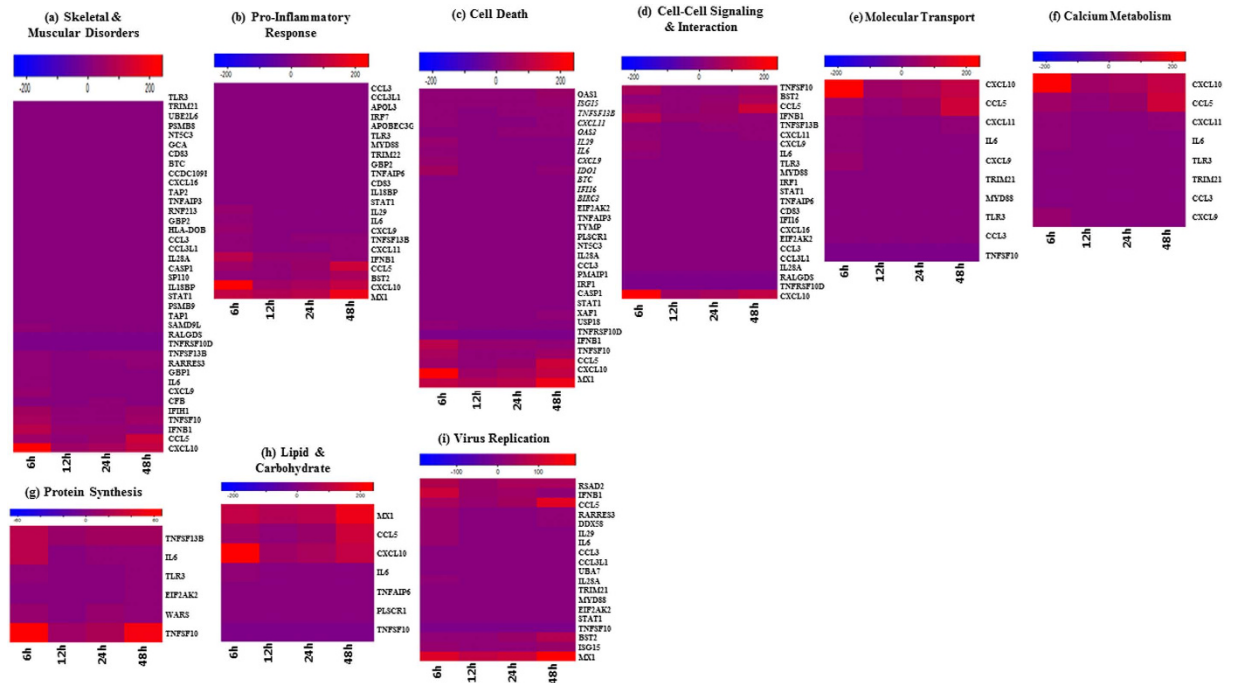 (a) Skeletal &
Muscular Disorders
-200
0
200
TLR3
TRIM21
UBE2L6
PSMB8
NT5C3
GCA
CD83
BTC
CCDC109B
CXCL16
TAP2
TNFAIP3
RNF213
GBP2
HLA-DOB
CCL3
CCL3L1
IL28A
CASP1
SP110
IL18BP
STAT1
PSMB9
TAP1
SAMD9L
RALGDS
TNFRSF10D
TNFSF13B
RARRES3
GBP1
IL6
CXCL9
CFB
IFIH1
TNFSF10
IFNB1
CCL5
CXCL10
6h
12h
24h
48h
(b) Pro-Inflammatory
Response
-200
0
200
CCL3
CCL3L1
APOL3
IRF7
APOBEC3G
TLR3
MYD88
TRIM22
GBP2
TNFAIP6
CD83
IL18BP
STAT1
IL29
IL6
CXCL9
TNFSF13B
CXCL11
IFNB1
CCL5
BST2
CXCL10
MX1
6h
12h
24h
48h
(c) Cell Death
-200
0
200
OAS1
ISG15
TNFSF13B
CXCL11
OAS2
IL29
IL6
CXCL9
IDO1
BTC
IFI16
BIRC3
EIF2AK2
TNFAIP3
TYMP
PLSCR1
NT5C3
IL28A
CCL3
PMAIP1
IRF1
CASP1
STAT1
XAF1
USP18
TNFRSF10D
IFNB1
TNFSF10
CCL5
CXCL10
MX1
6h
12h
24h
48h
(d) Cell-Cell Signaling
& Interaction
-200
0
200
TNFSF10
BST2
CCL5
IFNB1
TNFSF13B
CXCL11
CXCL9
IL6
TLR3
MYD88
IRF1
STAT1
TNFAIP6
CD83
IFI16
CXCL16
EIF2AK2
CCL3
CCL3L1
IL28A
RALGDS
TNFRSF10D
CXCL10
6h
12h
24h
48h
(e) Molecular Transport
-200
0
200
CXCL10
CCL5
CXCL11
IL6
CXCL9
TRIM21
MYD88
TLR3
CCL3
TNFSF10
6h
12h
24h
48h
(f) Calcium Metabolism
-200
0
200
CXCL10
CCL5
CXCL11
IL6
TLR3
TRIM21
CCL3
CXCL9
6h
12h
24h
48h
(g) Protein Synthesis
0
TNFSF13B
IL6
TLR3
EIF2AK2
WARS
TNFSF10
6h
12h
24h
48h
(h) Lipid &
Carbohydrate
-200
0
200
MX1
CCL5
CXCL10
IL6
TNFAIP6
PLSCR1
TNFSF10
6h
12h
24h
48h
(i) Virus Replication
-100
0
100
RSAD2
IFNB1
CCL5
RARRES3
DDX58
IL29
IL6
CCL3
CCL3L1
UBA7
IL28A
TRIM21
MYD88
EIF2AK2
STAT1
TNFSF10
BST2
ISG15
MX1
6h
12h
24h
48h